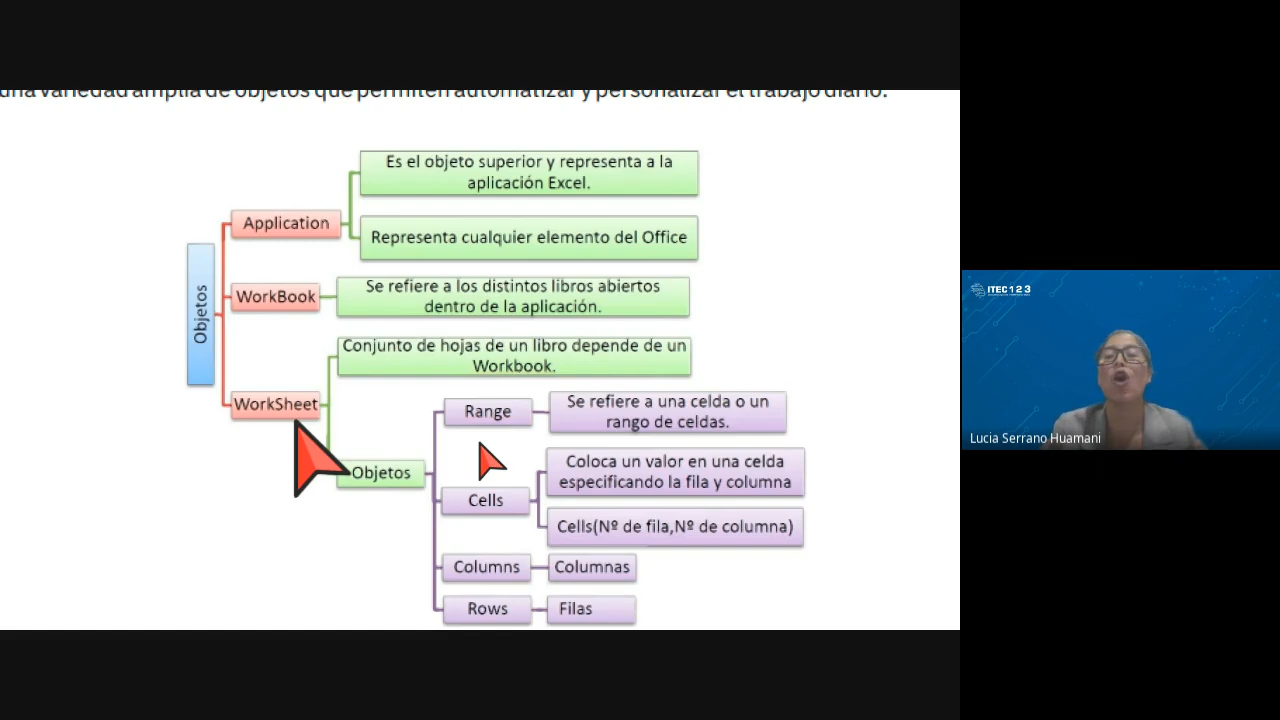 una variedad amplia de objetos que permiten automatizar y personalizar el trabajo diario.
Es el objeto superior y representa a la
aplicación Excel.
Application
Representa cualquier elemento del Office
Objetos
WorkBook
Se refiere a los distintos libros abiertos
dentro de la aplicación.
Conjunto de hojas de un libro depende de un
Workbook.
WorkSheet
Range
Se refiere a una celda o un
rango de celdas.
Objetos
Coloca un valor en una celda
especificando la fila y columna
Cells
Cells(Nº de fila,Nº de columna)
Columns
Columnas
Rows
Filas
ITEC 1 2 3
Lucia Serrano Huamani